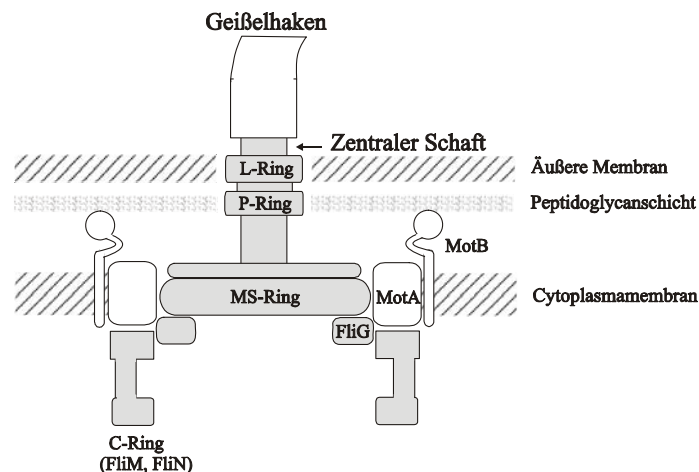 Geißelhaken
Zentraler Schaft
L-Ring
Äußere Membran
P-Ring
Peptidoglycanschicht
MotB
MS-Ring
MotA
Cytoplasmamembran
FliG
C-Ring
(FliM, FliN)